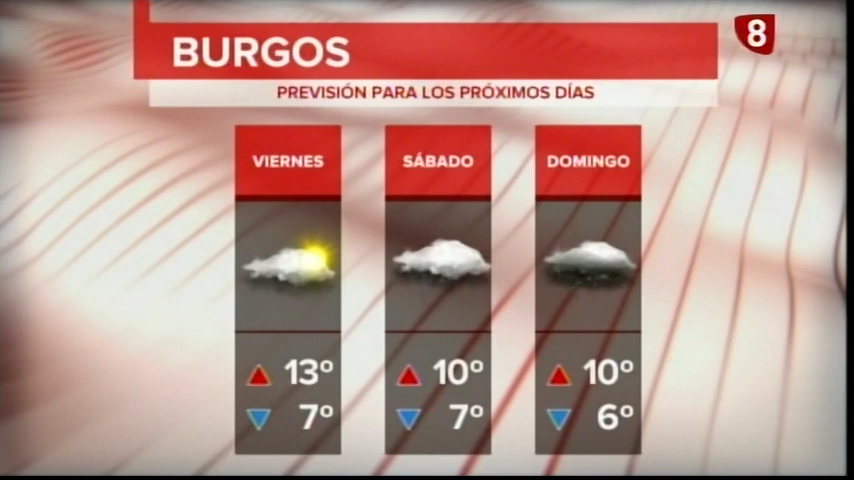 BURGOS
8
PREVISIÓN PARA LOS PRÓXIMOS DÍAS
VIERNES
SÁBADO
DOMINGO
13º
10º
10º
7º
7º
6º